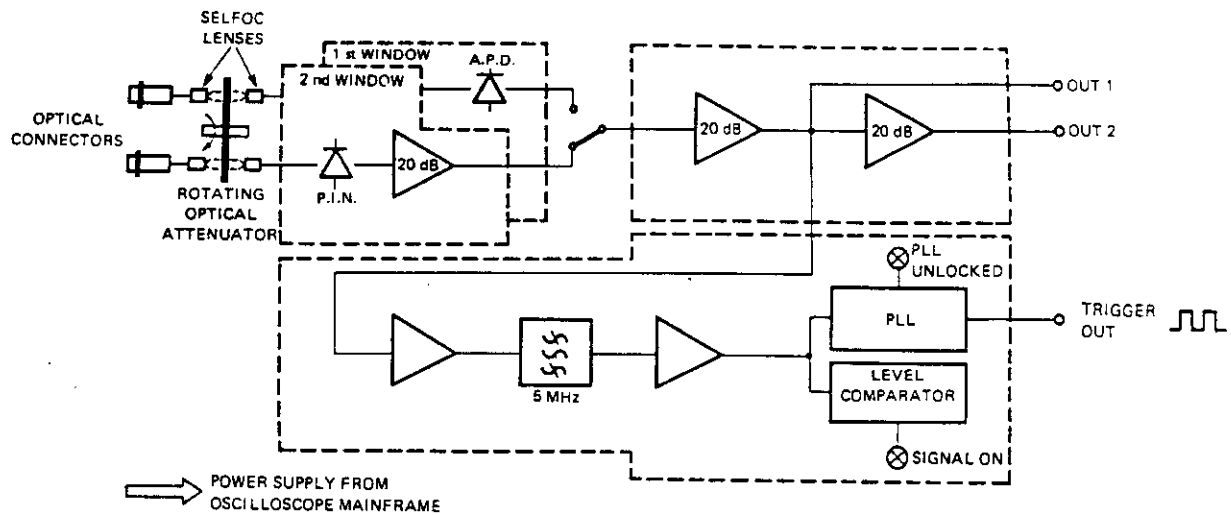 SELFOC
LENSES
OPTICAL
CONNECTORS
ROTATING
OPTICAL
ATTENUATOR
1 st WINDOW
2 nd WINDOW
A.P.D.
P.I.N.
20 dB
20 dB
20 dB
OUT 1
OUT 2
PLL
UNLOCKED
PLL
TRIGGER
OUT
LEVEL
COMPARATOR
5 MHz
SIGNAL ON
POWER SUPPLY FROM
OSCILLOSCOPE MAINFRAME